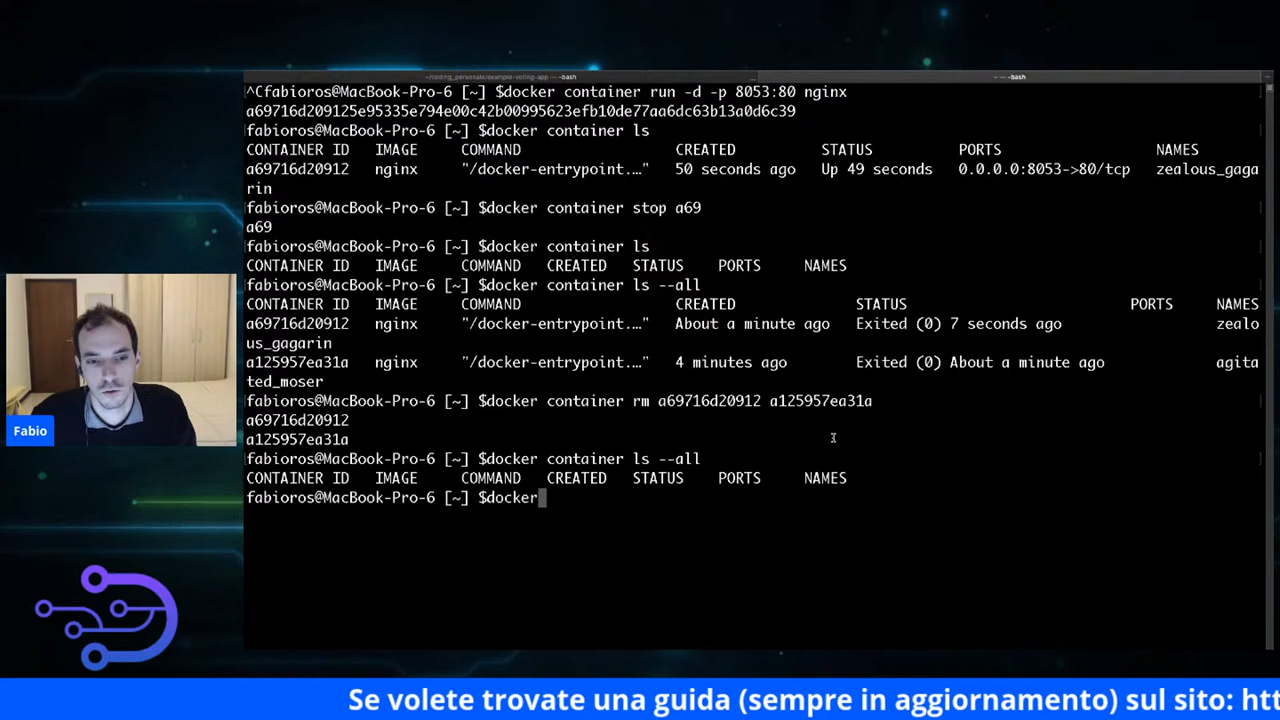 ~/coding_personale/example-voting-app — -bash
~ — -bash
^Cfabioros@MacBook-Pro-6 [~] $docker container run -d -p 8053:80 nginx
a69716d209125e95335e794e00c42b00995623efb10de77aa6dc63b13a0d6c39
fabioros@MacBook-Pro-6 [~] $docker container ls
CONTAINER ID IMAGE COMMAND CREATED STATUS PORTS NAMES
a69716d20912 nginx "/docker-entrypoint.…" 50 seconds ago Up 49 seconds 0.0.0.0:8053->80/tcp zealous_gaga
rin
fabioros@MacBook-Pro-6 [~] $docker container stop a69
a69
fabioros@MacBook-Pro-6 [~] $docker container ls
CONTAINER ID IMAGE COMMAND CREATED STATUS PORTS NAMES
fabioros@MacBook-Pro-6 [~] $docker container ls --all
CONTAINER ID IMAGE COMMAND CREATED STATUS PORTS NAMES
a69716d20912 nginx "/docker-entrypoint.…" About a minute ago Exited (0) 7 seconds ago zealo
us_gagarin
a125957ea31a nginx "/docker-entrypoint.…" 4 minutes ago Exited (0) About a minute ago agita
ted_moser
fabioros@MacBook-Pro-6 [~] $docker container rm a69716d20912 a125957ea31a
a69716d20912
a125957ea31a
fabioros@MacBook-Pro-6 [~] $docker container ls --all
CONTAINER ID IMAGE COMMAND CREATED STATUS PORTS NAMES
fabioros@MacBook-Pro-6 [~] $docker
Fabio
Se volete trovate una guida (sempre in aggiornamento) sul sito: htt